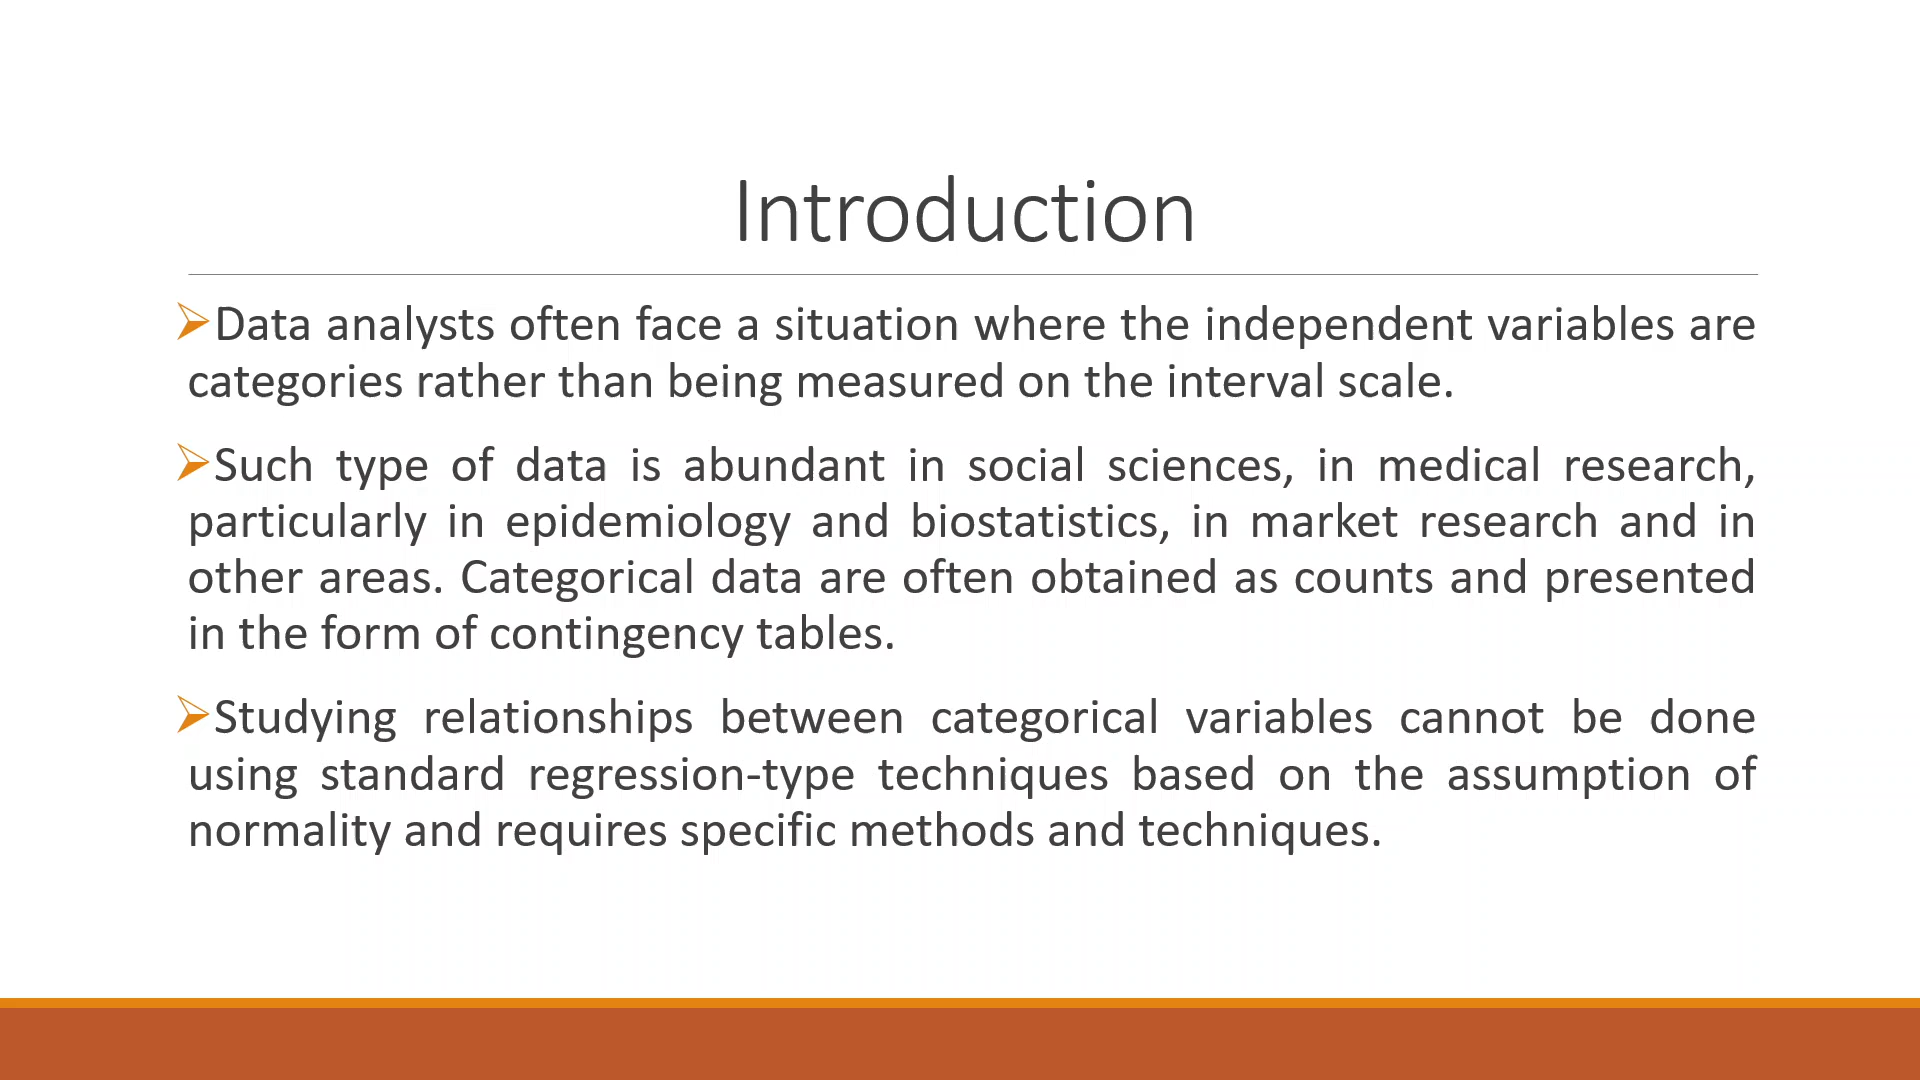 Introduction
➢Data analysts often face a situation where the independent variables are
categories rather than being measured on the interval scale.
➢Such type of data is abundant in social sciences, in medical research,
particularly in epidemiology and biostatistics, in market research and in
other areas. Categorical data are often obtained as counts and presented
in the form of contingency tables.
➢Studying relationships between categorical variables cannot be done
using standard regression-type techniques based on the assumption of
normality and requires specific methods and techniques.